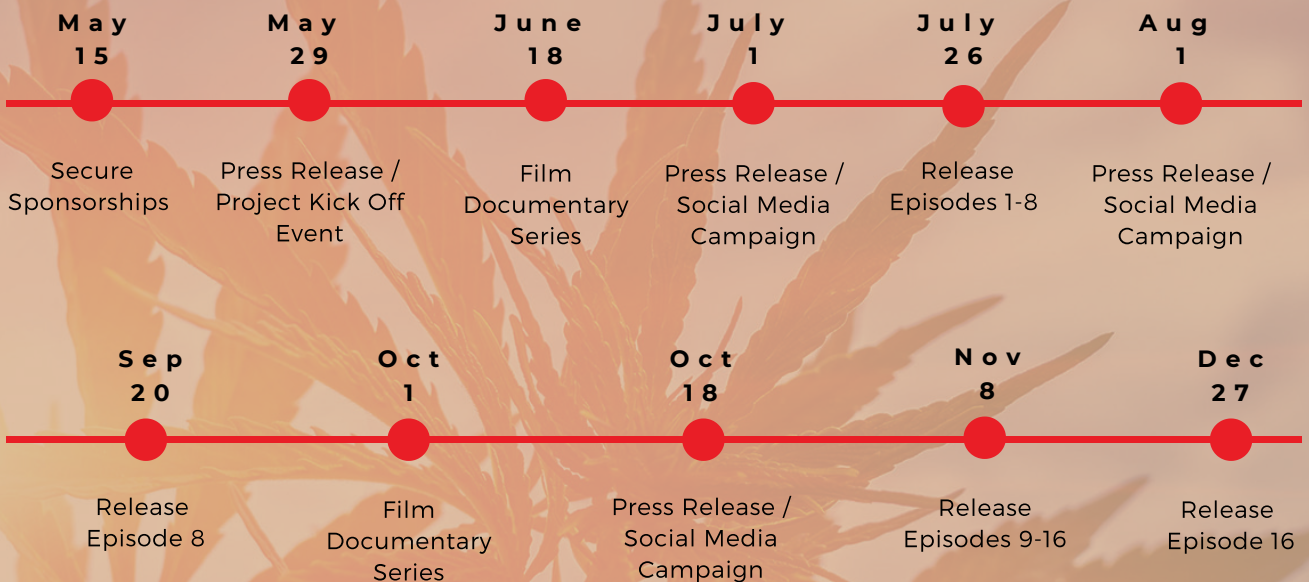 May
15
May
29
June
18
July
1
July
26
Aug
1
Secure
Sponsorships
Press Release /
Project Kick Off
Event
Film
Documentary
Series
Press Release /
Social Media
Campaign
Release
Episodes 1-8
Press Release /
Social Media
Campaign
Sep
20
Oct
1
Oct
18
Nov
8
Dec
27
Release
Episode 8
Film
Documentary
Series
Press Release /
Social Media
Campaign
Release
Episodes 9-16
Release
Episode 16